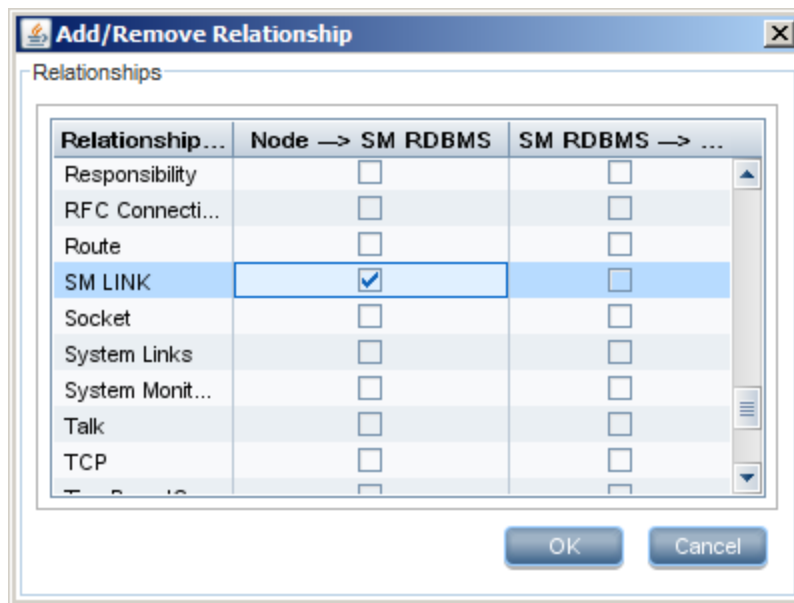 Add/Remove Relationship
Relationships
Relationship... Node —> SM RDBMS SM RDBMS —> ...
Responsibility
RFC Connecti...
Route
SM LINK
Socket
System Links
System Monit...
Talk
TCP
OK Cancel